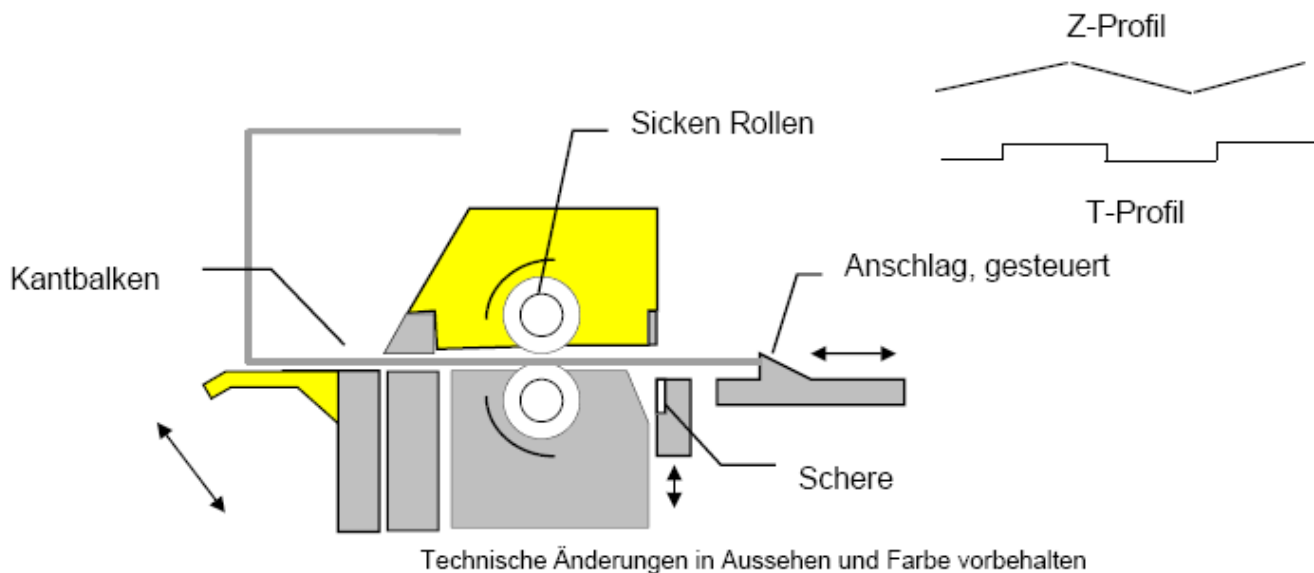 Z-Profil
Sicken Rollen
T-Profil
Kantbalken
Anschlag, gesteuert
Schere
Technische Änderungen in Aussehen und Farbe vorbehalten